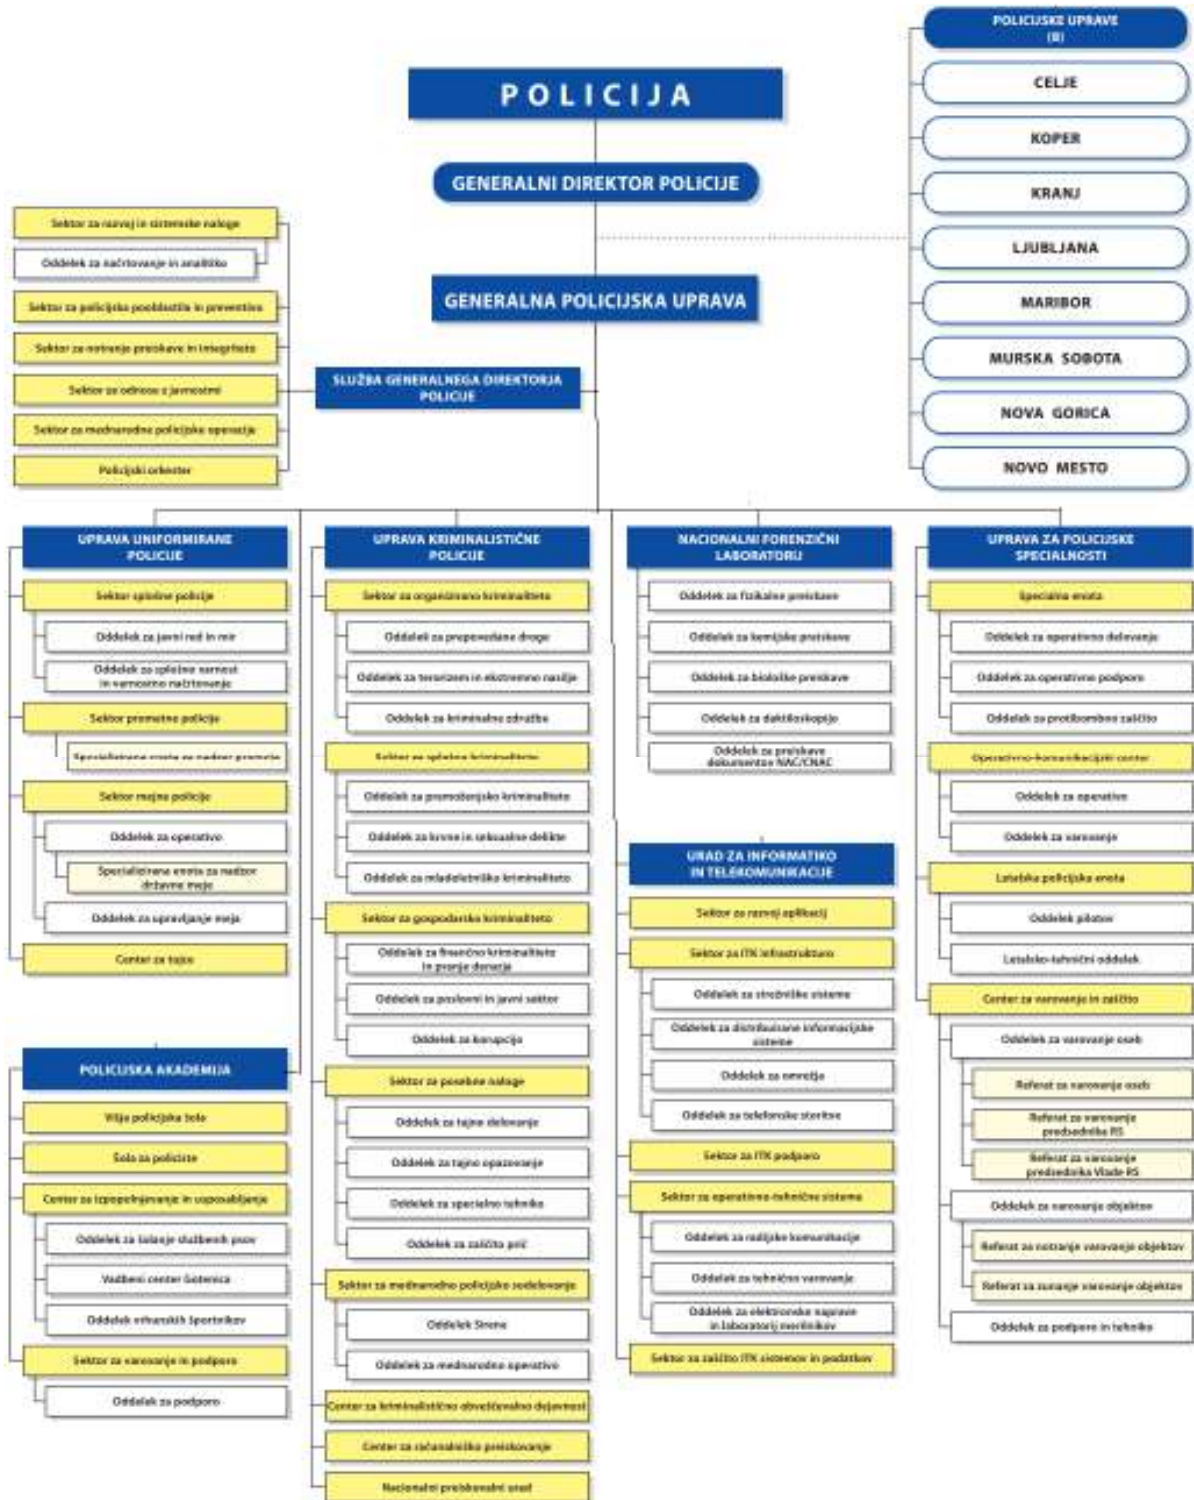 POLICIJA
GENERALNI DIREKTOR POLICIJE
GENERALNA POLICIJSKA UPRAVA
SLUŽBA GENERALNEGA DIREKTORJA
POLICIJE
Sektor za razvoj in sistemske naloge
Oddelek za načrtovanje in analitiko
Sektor za policijska pooblastila in preventivo
Sektor za notranje preiskave in integriteto
Sektor za odnose z javnostmi
Sektor za mednarodne policijske operacije
Policijski orkester
POLICIJSKE UPRAVE
(8)
CELJE
KOPER
KRANJ
LJUBLJANA
MARIBOR
MURSKA SOBOTA
NOVA GORICA
NOVO MESTO
UPRAVA UNIFORMIRANE
POLICIJE
Sektor splošne policije
Oddelek za javni red in mir
Oddelek za splošno varnost
in varnostno načrtovanje
Sektor prometne policije
Specializirana enota za nadzor prometa
Sektor mejne policije
Oddelek za operativo
Specializirana enota za nadzor
državne meje
Oddelek za upravljanje meja
Center za tujce
POLICIJSKA AKADEMIJA
Višja policijska šola
Šola za policiste
Center za izpopolnjevanje in usposabljanje
Oddelek za šolanje službenih psov
Vadbeni center Gotenica
Oddelek vrhunskih športnikov
Sektor za varovanje in podporo
Oddelek za podporo
UPRAVA KRIMINALISTIČNE
POLICIJE
Sektor za organizirano kriminaliteto
Oddelek za prepovedane droge
Oddelek za terorizem in ekstremno nasilje
Oddelek za kriminalne združbe
Sektor za splošno kriminaliteto
Oddelek za premoženjsko kriminaliteto
Oddelek za krvne in seksualne delikte
Oddelek za mladoletniško kriminaliteto
Sektor za gospodarsko kriminaliteto
Oddelek za finančno kriminaliteto
in pranje denarja
Oddelek za poslovni in javni sektor
Oddelek za korupcijo
Sektor za posebne naloge
Oddelek za tajno delovanje
Oddelek za tajno opazovanje
Oddelek za specialno tehniko
Oddelek za zaščito prič
Sektor za mednarodno policijsko sodelovanje
Oddelek Sirene
Oddelek za mednarodno operativo
Center za kriminalistično obveščevalno dejavnost
Center za računalniško preiskovanje
Nacionalni preiskovalni urad
NACIONALNI FORENZIČNI
LABORATORIJ
Oddelek za fizikalne preiskave
Oddelek za kemijske preiskave
Oddelek za biološke preiskave
Oddelek za daktiloskopijo
Oddelek za preiskave
dokumentov NAC/CNAC
URAD ZA INFORMATIKO
IN TELEKOMUNIKACIJE
Sektor za razvoj aplikacij
Sektor za ITK infrastrukturo
Oddelek za strežniške sisteme
Oddelek za distribuirane informacijske
sisteme
Oddelek za omrežja
Oddelek za telefonske storitve
Sektor za ITK podporo
Sektor za operativno-tehnične sisteme
Oddelek za radijske komunikacije
Oddelek za tehnično varovanje
Oddelek za elektronske naprave
in laboratorij merilnikov
Sektor za zaščito ITK sistemov in podatkov
UPRAVA ZA POLICIJSKE
SPECIALNOSTI
Specialna enota
Oddelek za operativno delovanje
Oddelek za operativno podporo
Oddelek za protibombno zaščito
Operativno-komunikacijski center
Oddelek za operativo
Oddelek za varovanje
Letalska policijska enota
Oddelek pilotov
Letalsko-tehnični oddelek
Center za varovanje in zaščito
Oddelek za varovanje oseb
Referat za varovanje oseb
Referat za varovanje
predsednika RS
Referat za varovanje
predsednika Vlade RS
Oddelek za varovanje objektov
Referat za notranje varovanje objektov
Referat za zunanje varovanje objektov
Oddelek za podporo in tehniko